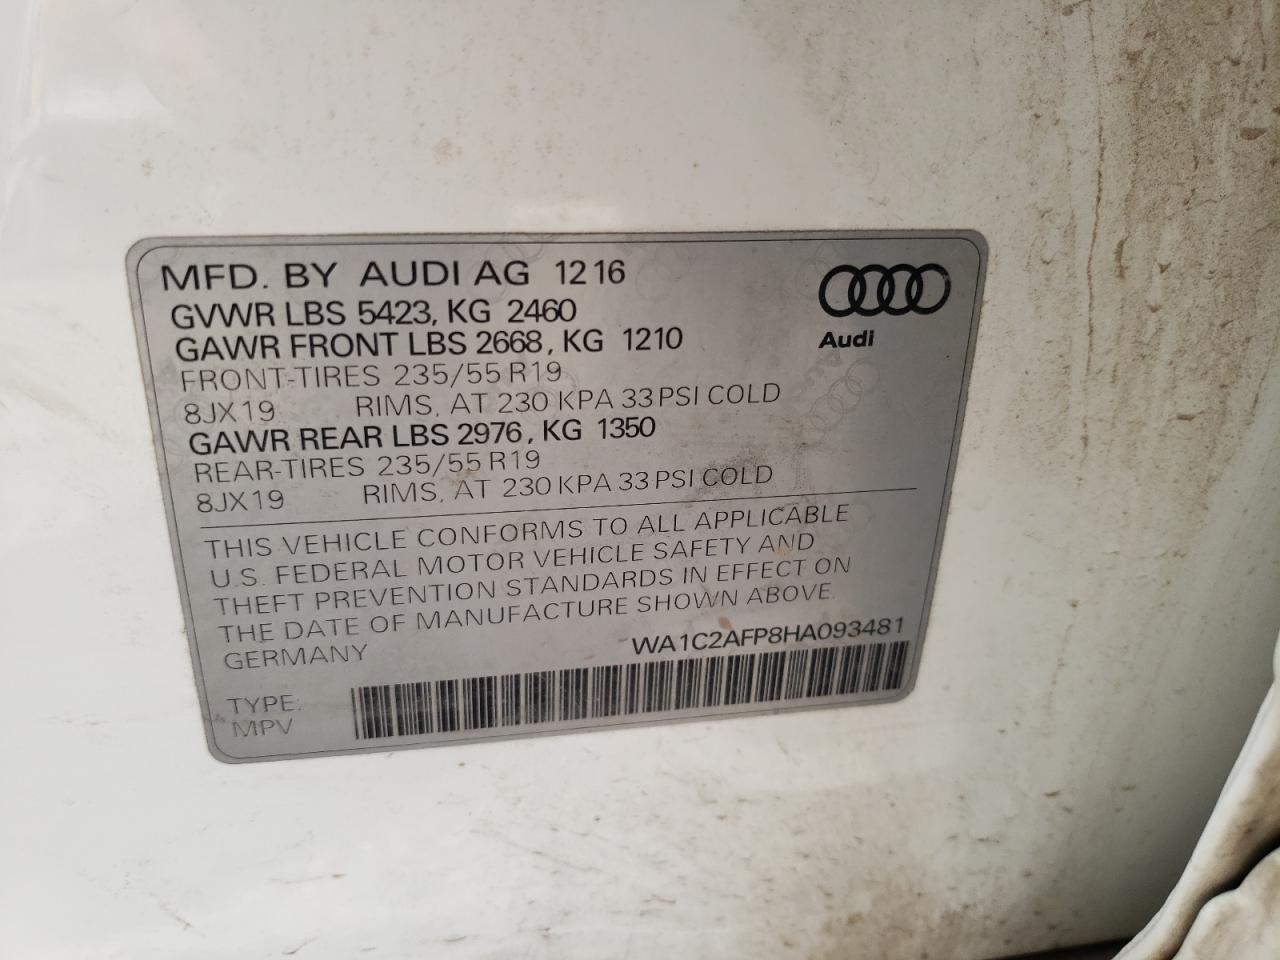 MFD. BY AUDI AG 12 16
GVWR LBS 5423, KG 2460
GAWR FRONT LBS 2668, KG 1210
FRONT-TIRES 235/55 R19
8JX19 RIMS, AT 230 KPA 33 PSI COLD
GAWR REAR LBS 2976, KG 1350
REAR-TIRES 235/55 R19
8JX19 RIMS, AT 230 KPA 33 PSI COLD
Audi
THIS VEHICLE CONFORMS TO ALL APPLICABLE
U.S. FEDERAL MOTOR VEHICLE SAFETY AND
THEFT PREVENTION STANDARDS IN EFFECT ON
THE DATE OF MANUFACTURE SHOWN ABOVE.
GERMANY WA1C2AFP8HA093481
TYPE:
MPV